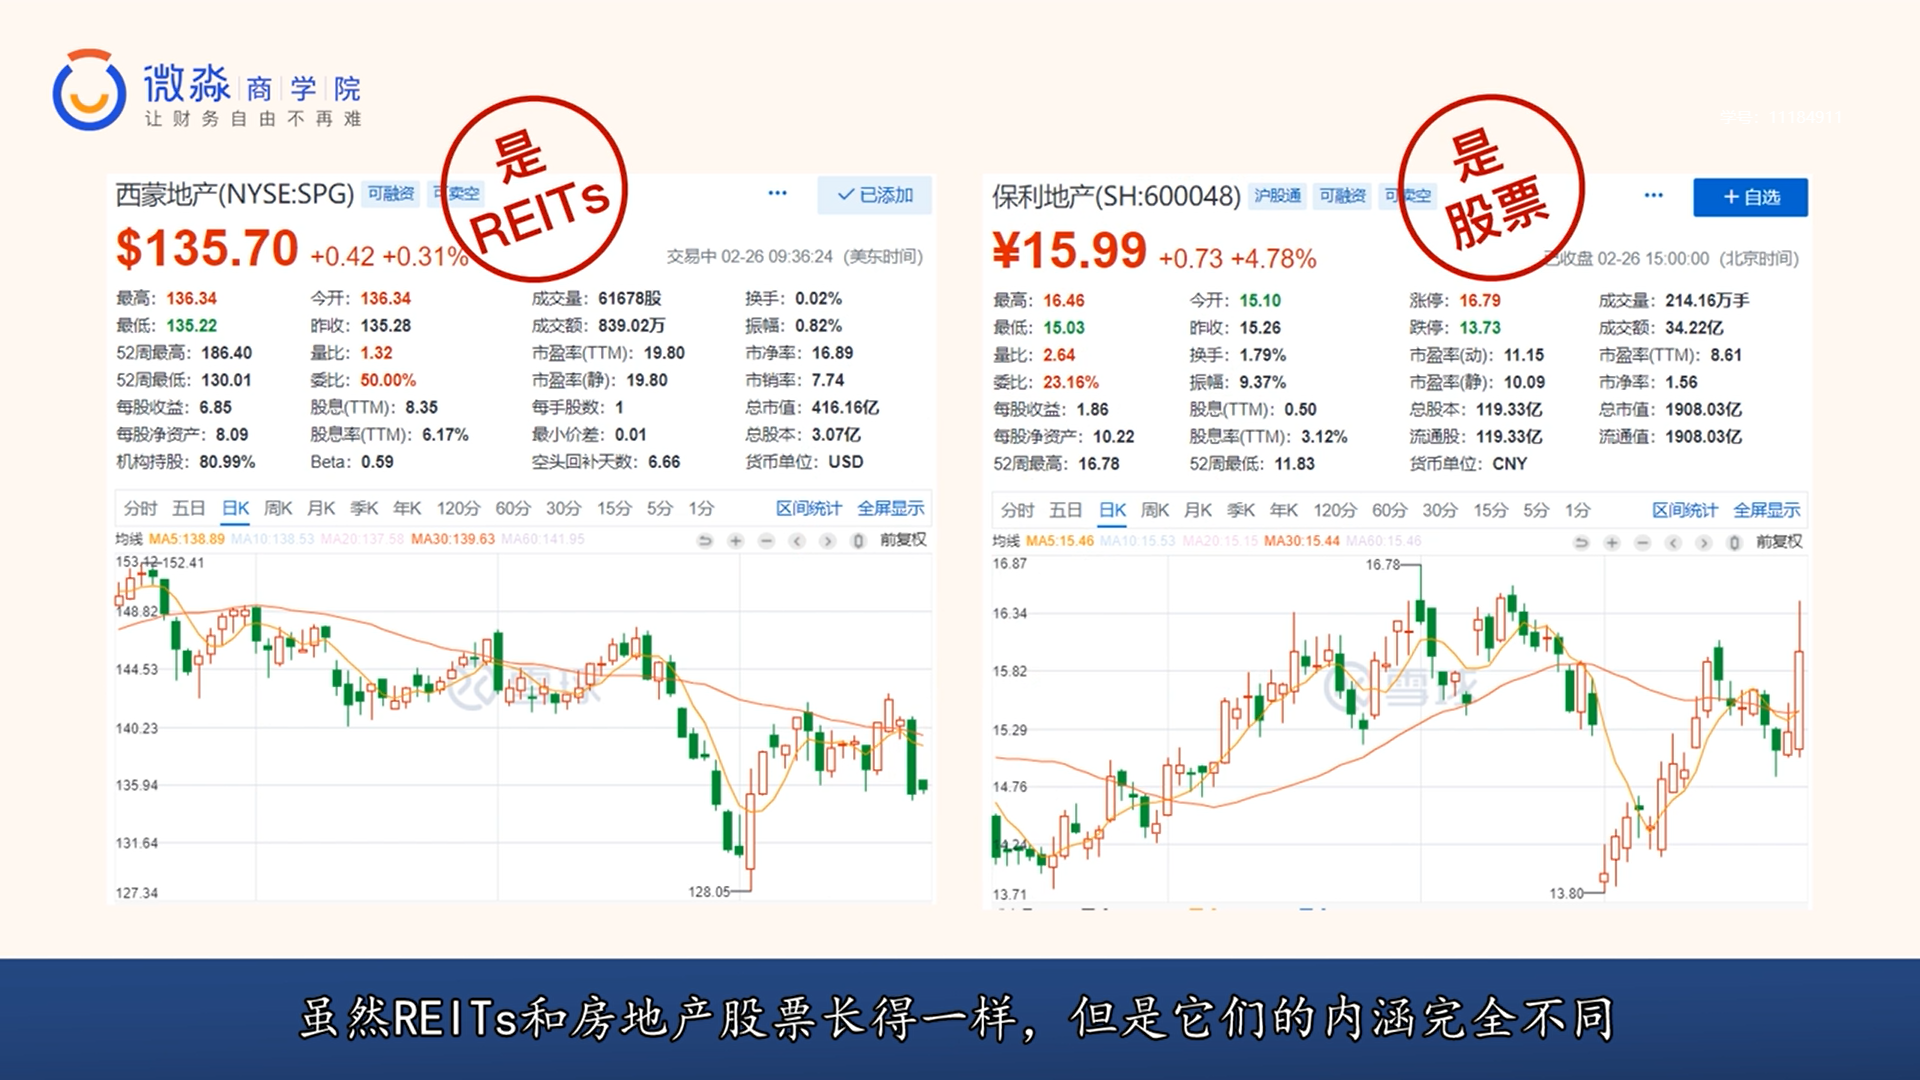 微淼 商 学 院
让财务自由不再难
是
REITs
西蒙地产(NYSE:SPG) 可融资 可卖空 ··· 已添加
$135.70 +0.42 +0.31% 交易中 02-26 09:36:24 (美东时间)
最高: 136.34 今开: 136.34 成交量: 61678股 换手: 0.02%
最低: 135.22 昨收: 135.28 成交额: 839.02万 振幅: 0.82%
52周最高: 186.40 量比: 1.32 市盈率(TTM): 19.80 市净率: 16.89
52周最低: 130.01 委比: 50.00% 市盈率(静): 19.80 市销率: 7.74
每股收益: 6.85 股息(TTM): 8.35 每手股数: 1 总市值: 416.16亿
每股净资产: 8.09 股息率(TTM): 6.17% 最小价差: 0.01 总股本: 3.07亿
机构持股: 80.99% Beta: 0.59 空头回补天数: 6.66 货币单位: USD
分时 五日 日K 周K 月K 季K 年K 120分 60分 30分 15分 5分 1分 区间统计 全屏显示
均线 MA5:138.89 MA10:138.53 MA20:137.58 MA30:139.63 MA60:141.95 前复权
153.12 152.41
148.82
144.53
140.23
135.94
131.64
128.05
127.34
雪球
是
股票
保利地产(SH:600048) 沪股通 可融资 可卖空 ··· +自选
¥15.99 +0.73 +4.78% 已收盘 02-26 15:00:00 (北京时间)
最高: 16.46 今开: 15.10 涨停: 16.79 成交量: 214.16万手
最低: 15.03 昨收: 15.26 跌停: 13.73 成交额: 34.22亿
量比: 2.64 换手: 1.79% 市盈率(动): 11.15 市盈率(TTM): 8.61
委比: 23.16% 振幅: 9.37% 市盈率(静): 10.09 市净率: 1.56
每股收益: 1.86 股息(TTM): 0.50 总股本: 119.33亿 总市值: 1908.03亿
每股净资产: 10.22 股息率(TTM): 3.12% 流通股: 119.33亿 流通值: 1908.03亿
52周最高: 16.78 52周最低: 11.83 货币单位: CNY
分时 五日 日K 周K 月K 季K 年K 120分 60分 30分 15分 5分 1分 区间统计 全屏显示
均线 MA5:15.46 MA10:15.53 MA20:15.15 MA30:15.44 MA60:15.46 前复权
16.87
16.78
16.34
15.82
15.29
14.76
14.24
13.80
13.71
雪球
虽然REITs和房地产股票长得一样，但是它们的内涵完全不同